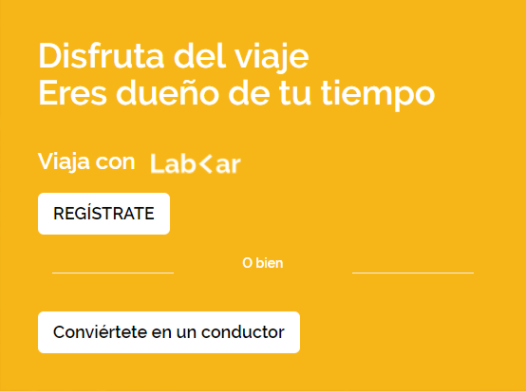 Disfruta del viaje
Eres dueño de tu tiempo
Viaja con Lab<ar
REGÍSTRATE
O bien
Conviértete en un conductor